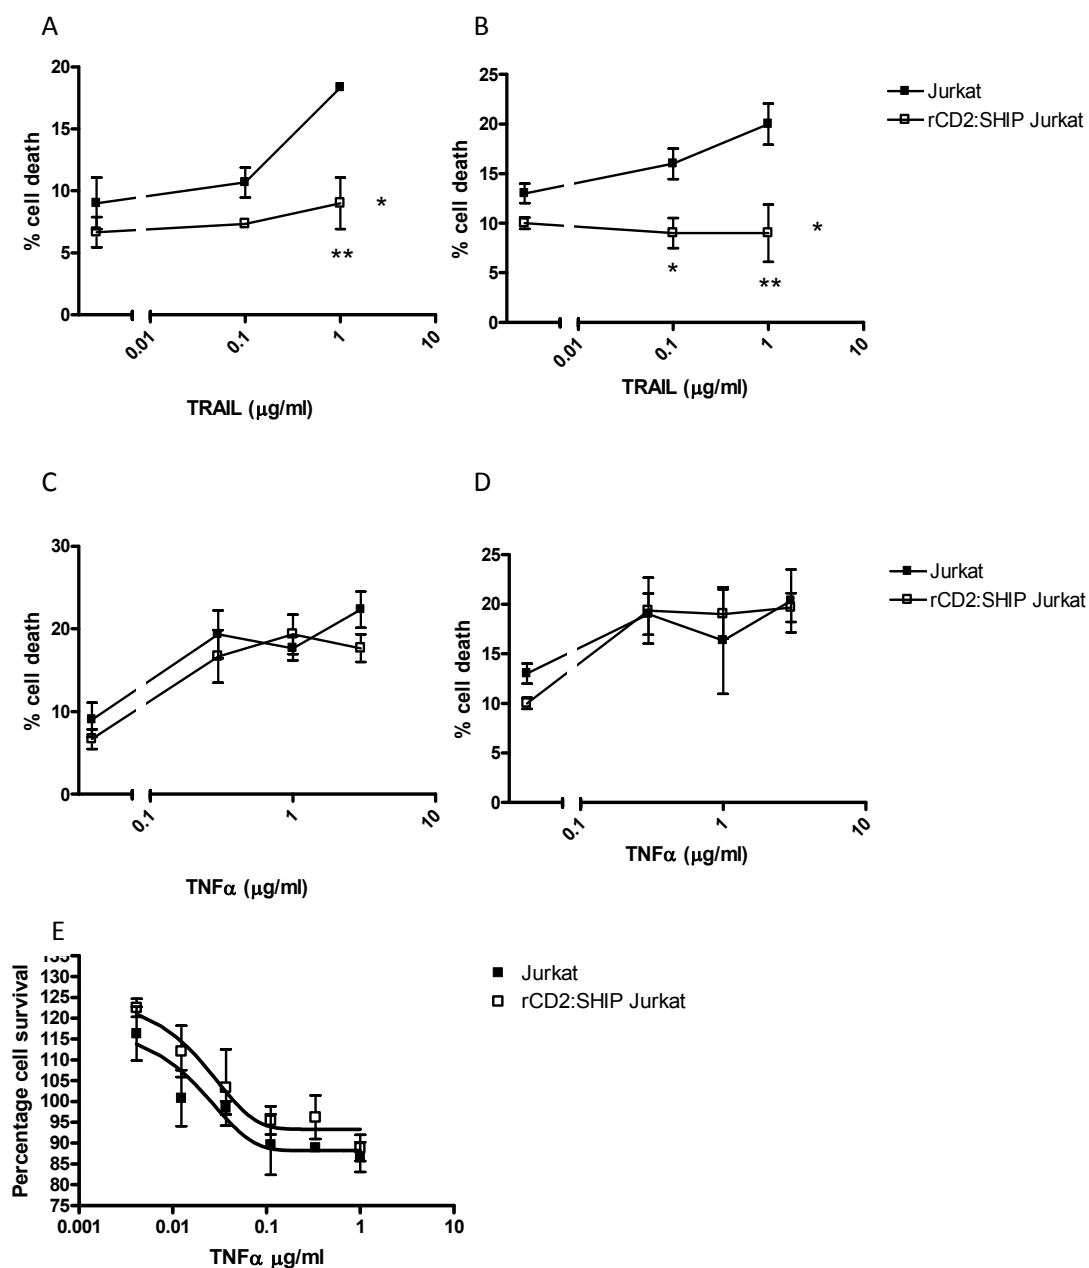 A
B
20
15
10
5
0
% cell death
*
**
0.01
0.1
1
10
TRAIL (μg/ml)
25
20
15
10
5
0
% cell death
*
*
**
0.01
0.1
1
10
TRAIL (μg/ml)
Jurkat
rCD2:SHIP Jurkat
C
D
30
20
10
0
% cell death
0.1
1
10
TNFα (μg/ml)
25
20
15
10
5
0
% cell death
0.1
1
10
TNFα (μg/ml)
Jurkat
rCD2:SHIP Jurkat
E
135
130
125
120
115
110
105
100
95
90
85
80
75
Percentage cell survival
0.001
0.01
0.1
1
10
TNFα μg/ml
Jurkat
rCD2:SHIP Jurkat